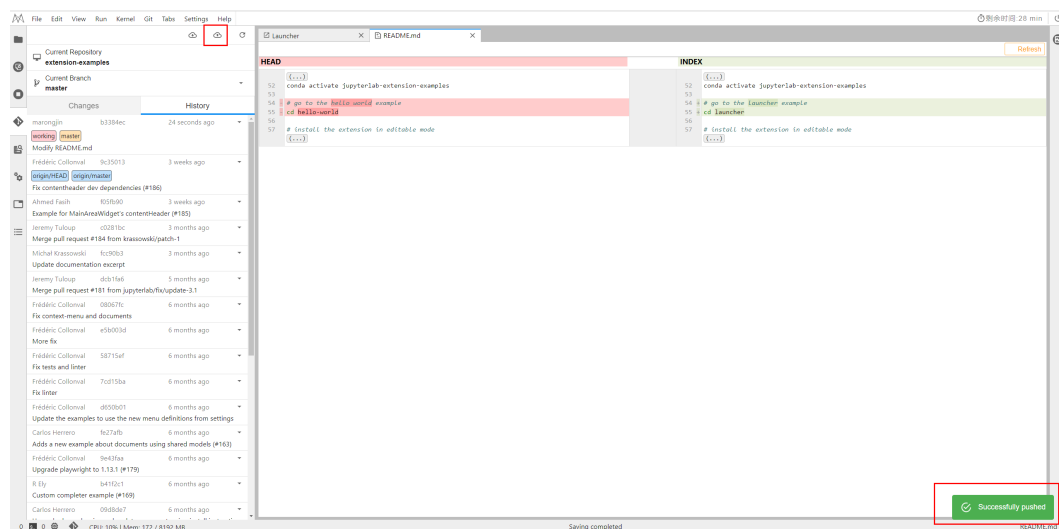 File Edit View Run Kernel Git Tabs Settings Help
剩余时间: 28 min
Current Repository
extension-examples
Current Branch
master
Changes History
marongjin b3384ec 24 seconds ago
working master
Modify README.md
Frédéric Collonval 9c35013 3 weeks ago
origin/HEAD origin/master
Fix contentheader dev dependencies (#186)
Ahmed Fasih f05fb90 3 weeks ago
Example for MainAreaWidget's contentHeader (#185)
Jeremy Tuloup c0281bc 3 months ago
Merge pull request #184 from krassowski/patch-1
Michał Krassowski fcc90b3 3 months ago
Update documentation excerpt
Jeremy Tuloup dcb1fa6 5 months ago
Merge pull request #181 from jupyterlab/fix/update-3.1
Frédéric Collonval 08067fc 6 months ago
Fix context-menu and documents
Frédéric Collonval e5b003d 6 months ago
More fix
Frédéric Collonval 58715ef 6 months ago
Fix tests and linter
Frédéric Collonval 7cd15ba 6 months ago
Fix linter
Frédéric Collonval d650b01 6 months ago
Update the examples to use the new menu definitions from settings
Carlos Herrero fe27afb 6 months ago
Adds a new example about documents using shared models (#163)
Frédéric Collonval 9e43faa 6 months ago
Upgrade playwright to 1.13.1 (#179)
R Ely b41f2c1 6 months ago
Custom completer example (#169)
Carlos Herrero 09d8de7 6 months ago
Launcher README.md
Refresh
HEAD
(...)
52 conda activate jupyterlab-extension-examples
53
54 - # go to the hello world example
55 - cd hello-world
56
57 # install the extension in editable mode
(...)
INDEX
(...)
52 conda activate jupyterlab-extension-examples
53
54 + # go to the launcher example
55 + cd launcher
56
57 # install the extension in editable mode
(...)
Successfully pushed
0 0 CPU: 10% | Mem: 172 / 8192 MB Saving completed README.md